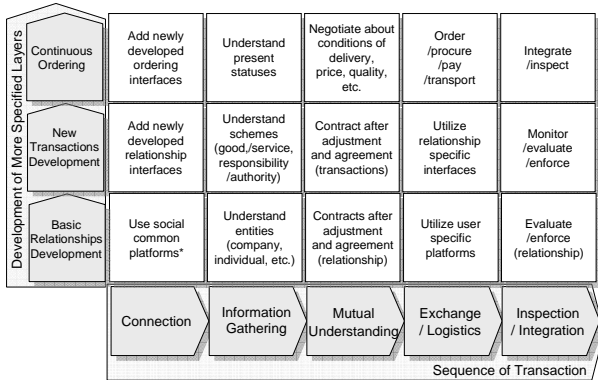 Development of More Specified Layers
Continuous
Ordering
Add newly
developed
ordering
interfaces
Understand
present
statuses
Negotiate about
conditions of
delivery,
price, quality,
etc.
Order
/procure
/pay
/transport
Integrate
/inspect
New
Transactions
Development
Add newly
developed
relationship
interfaces
Understand
schemes
(good,/service,
responsibility
/authority)
Contract after
adjustment
and agreement
(transactions)
Utilize
relationship
specific
interfaces
Monitor
/evaluate
/enforce
Basic
Relationships
Development
Use social
common
platforms*
Understand
entities
(company,
individual, etc.)
Contracts after
adjustment
and agreement
(relationship)
Utilize user
specific
platforms
Evaluate
/enforce
(relationship)
Connection
Information
Gathering
Mutual
Understanding
Exchange
/ Logistics
Inspection
/ Integration
Sequence of Transaction